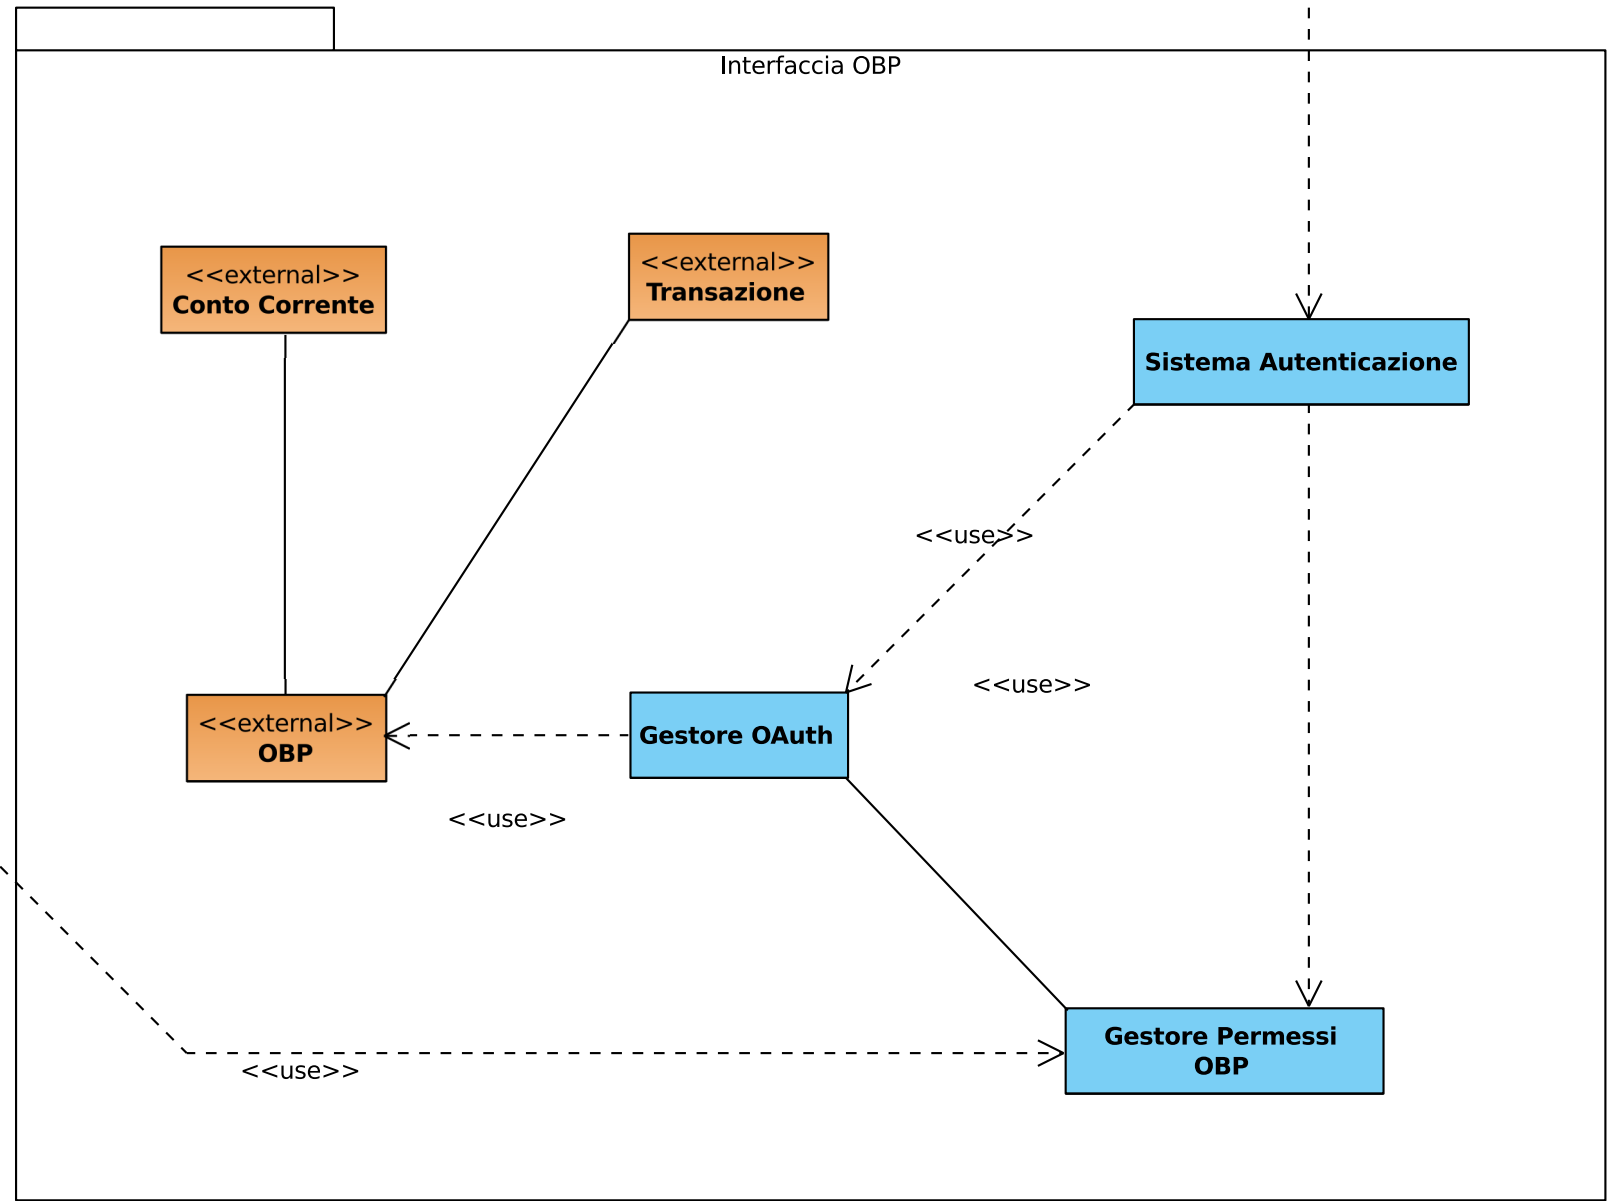 Interfaccia OBP
<<external>>
Conto Corrente
<<external>>
Transazione
Sistema Autenticazione
<<use>>
<<use>>
<<external>>
OBP
Gestore OAuth
<<use>>
Gestore Permessi
OBP
<<use>>